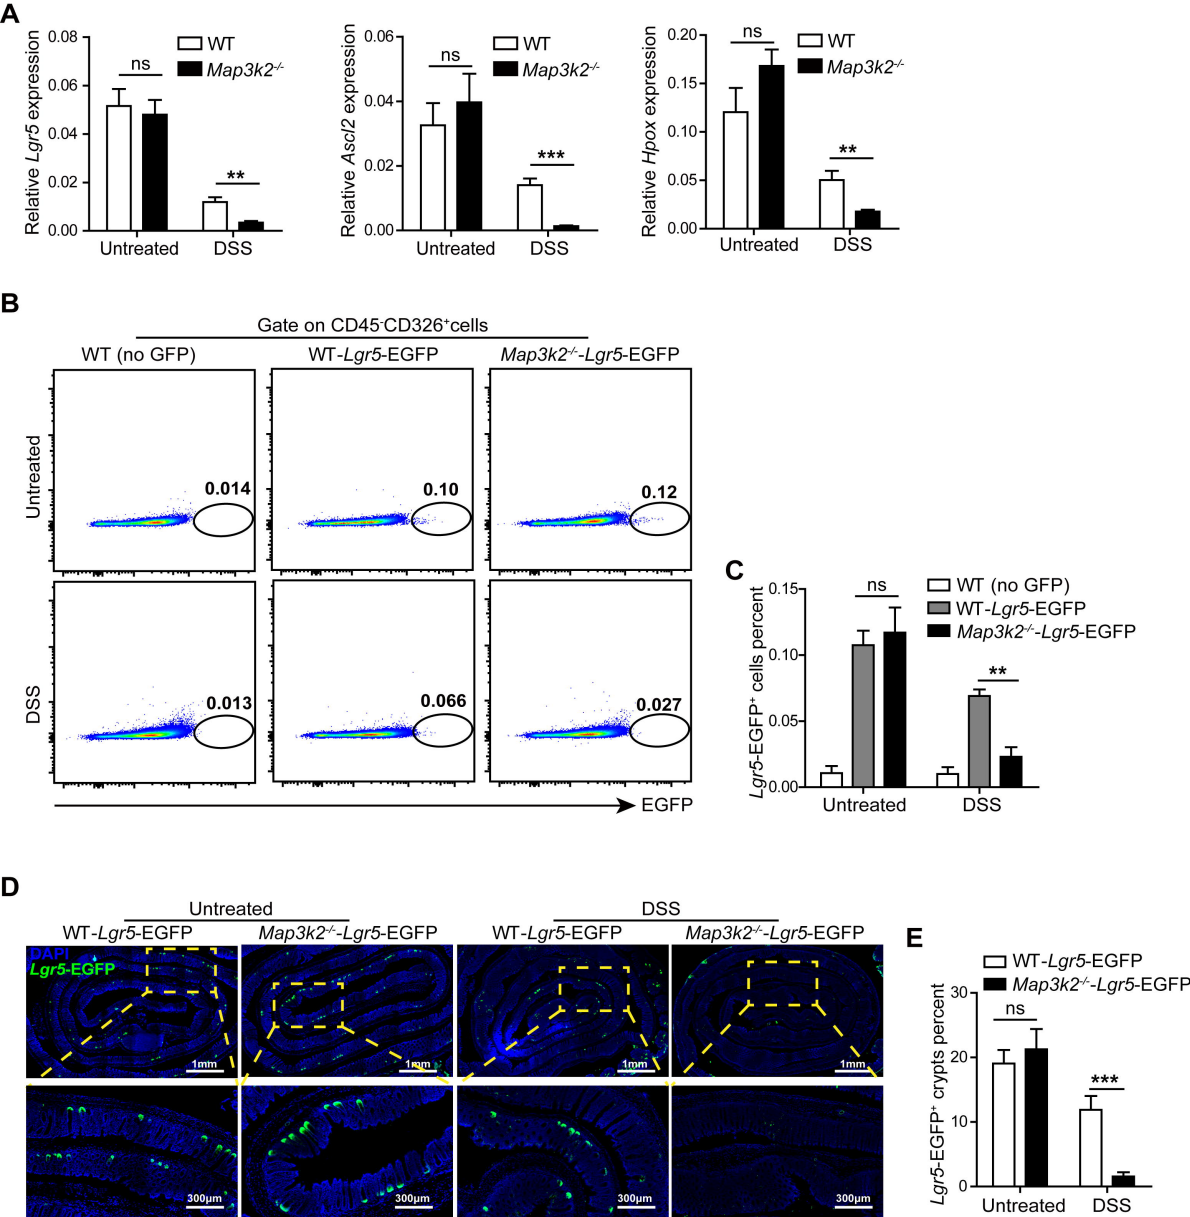 A
Relative Lgr5 expression
0.08
0.06
0.04
0.02
0.00
ns
**
WT
Map3k2-/-
Untreated
DSS
Relative Ascl2 expression
0.06
0.04
0.02
0.00
ns
***
WT
Map3k2-/-
Untreated
DSS
Relative Hpox expression
0.20
0.15
0.10
0.05
0.00
ns
**
WT
Map3k2-/-
Untreated
DSS
B
Gate on CD45-CD326+cells
WT (no GFP)
WT-Lgr5-EGFP
Map3k2-/--Lgr5-EGFP
Untreated
0.014
0.10
0.12
DSS
0.013
0.066
0.027
EGFP
C
Lgr5-EGFP+ cells percent
0.15
0.10
0.05
0.00
ns
**
WT (no GFP)
WT-Lgr5-EGFP
Map3k2-/--Lgr5-EGFP
Untreated
DSS
D
Untreated
DSS
WT-Lgr5-EGFP
Map3k2-/--Lgr5-EGFP
WT-Lgr5-EGFP
Map3k2-/--Lgr5-EGFP
DAPI
Lgr5-EGFP
1mm
1mm
1mm
1mm
300μm
300μm
300μm
300μm
E
WT-Lgr5-EGFP
Map3k2-/--Lgr5-EGFP
Lgr5-EGFP+ crypts percent
30
20
10
0
ns
***
Untreated
DSS